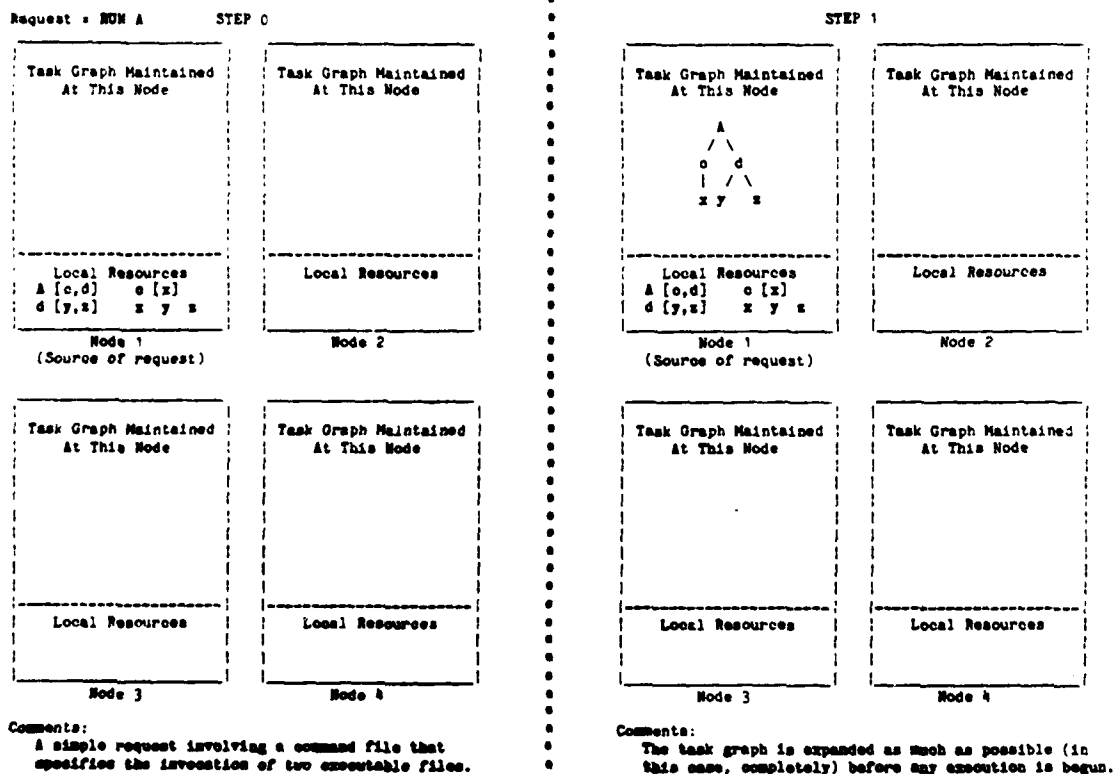 Request = RUN A STEP 0
Task Graph Maintained
At This Node
Task Graph Maintained
At This Node
Local Resources
A [c,d] c [x]
d [y,z] x y z
Local Resources
Node 1
(Source of request)
Node 2
Task Graph Maintained
At This Node
Task Graph Maintained
At This Node
Local Resources
Local Resources
Node 3
Node 4
Comments:
A simple request involving a command file that
specifies the invocation of two executable files.
STEP 1
Task Graph Maintained
At This Node
Task Graph Maintained
At This Node
A
c d
x y z
Local Resources
A [c,d] c [x]
d [y,z] x y z
Local Resources
Node 1
(Source of request)
Node 2
Task Graph Maintained
At This Node
Task Graph Maintained
At This Node
Local Resources
Local Resources
Node 3
Node 4
Comments:
The task graph is expanded as much as possible (in
this case, completely) before any execution is begun.